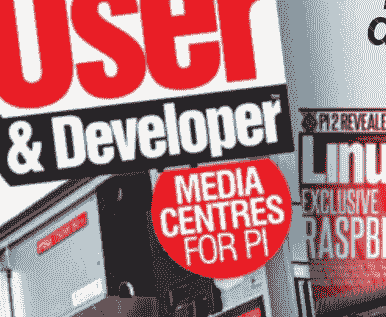 User
& Developer
MEDIA
CENTRES
FOR PI
PI 2 REVEALE
Linu
EXCLUSIVE
RASPB